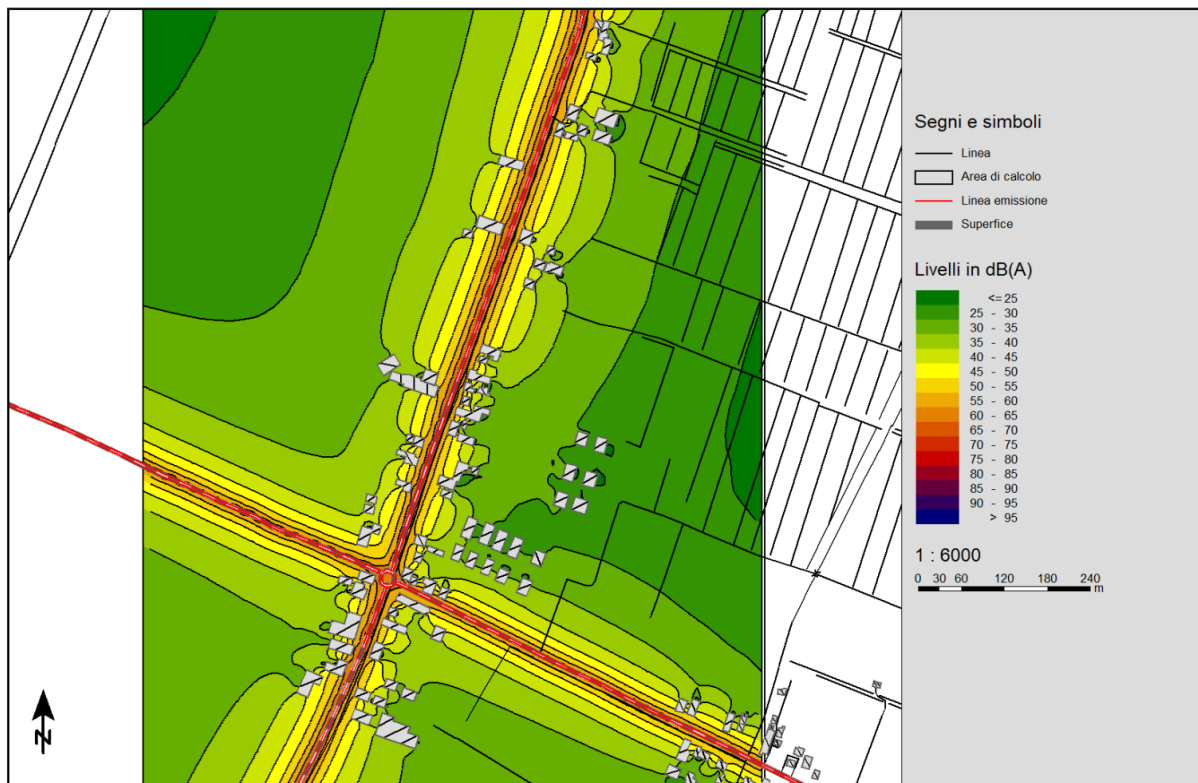 Segni e simboli
Linea
Area di calcolo
Linea emissione
Superfice
Livelli in dB(A)
<= 25
25 - 30
30 - 35
35 - 40
40 - 45
45 - 50
50 - 55
55 - 60
60 - 65
65 - 70
70 - 75
75 - 80
80 - 85
85 - 90
90 - 95
> 95
1 : 6000
0 30 60 120 180 240
m
N